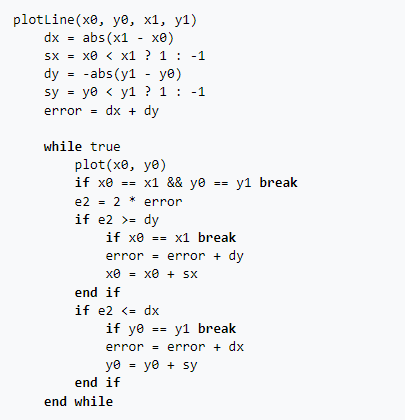 plotLine(x0, y0, x1, y1)
    dx = abs(x1 - x0)
    sx = x0 < x1 ? 1 : -1
    dy = -abs(y1 - y0)
    sy = y0 < y1 ? 1 : -1
    error = dx + dy

    while true
        plot(x0, y0)
        if x0 == x1 && y0 == y1 break
        e2 = 2 * error
        if e2 >= dy
            if x0 == x1 break
            error = error + dy
            x0 = x0 + sx
        end if
        if e2 <= dx
            if y0 == y1 break
            error = error + dx
            y0 = y0 + sy
        end if
    end while